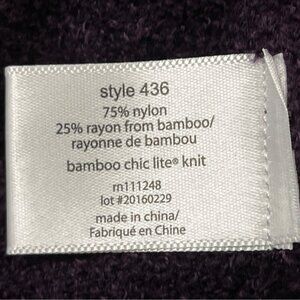 style 436
75% nylon
25% rayon from bamboo/
rayonne de bambou
bamboo chic lite® knit
rn111248
lot #20160229
made in china/
Fabriqué en Chine